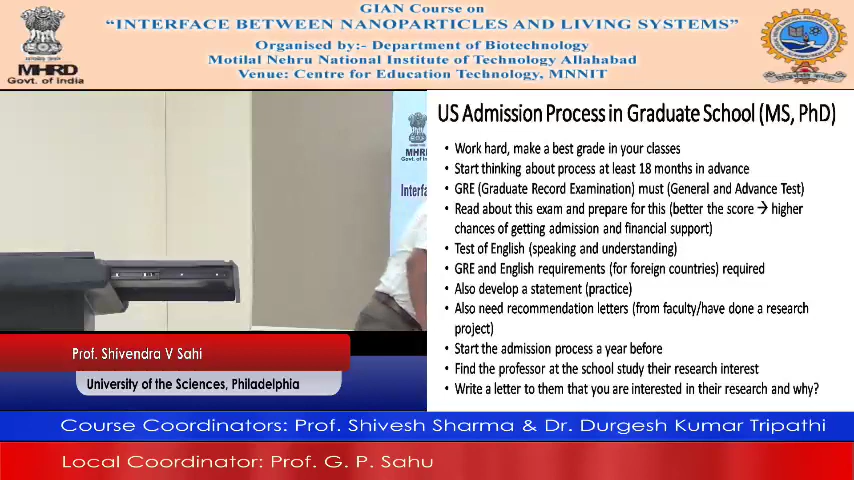 GIAN Course on
“INTERFACE BETWEEN NANOPARTICLES AND LIVING SYSTEMS”
Organised by:- Department of Biotechnology
Motilal Nehru National Institute of Technology Allahabad
Venue: Centre for Education Technology, MNNIT
MHRD
Govt. of India
MHR
Govt. of In
Interfa
US Admission Process in Graduate School (MS, PhD)
• Work hard, make a best grade in your classes
• Start thinking about process at least 18 months in advance
• GRE (Graduate Record Examination) must (General and Advance Test)
• Read about this exam and prepare for this (better the score → higher
chances of getting admission and financial support)
• Test of English (speaking and understanding)
• GRE and English requirements (for foreign countries) required
• Also develop a statement (practice)
• Also need recommendation letters (from faculty/have done a research
project)
• Start the admission process a year before
• Find the professor at the school study their research interest
• Write a letter to them that you are interested in their research and why?
Prof. Shivendra V Sahi
University of the Sciences, Philadelphia
Course Coordinators: Prof. Shivesh Sharma & Dr. Durgesh Kumar Tripathi
Local Coordinator: Prof. G. P. Sahu